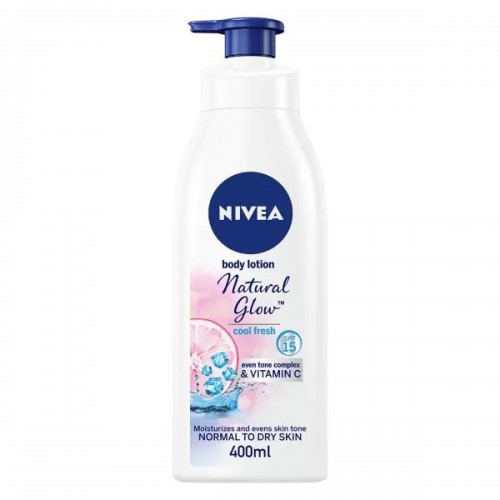 NIVEA
body lotion
Natural
Glow™
cool fresh
SPF
15
even tone complex
& VITAMIN C
Moisturizes and evens skin tone
NORMAL TO DRY SKIN
400ml